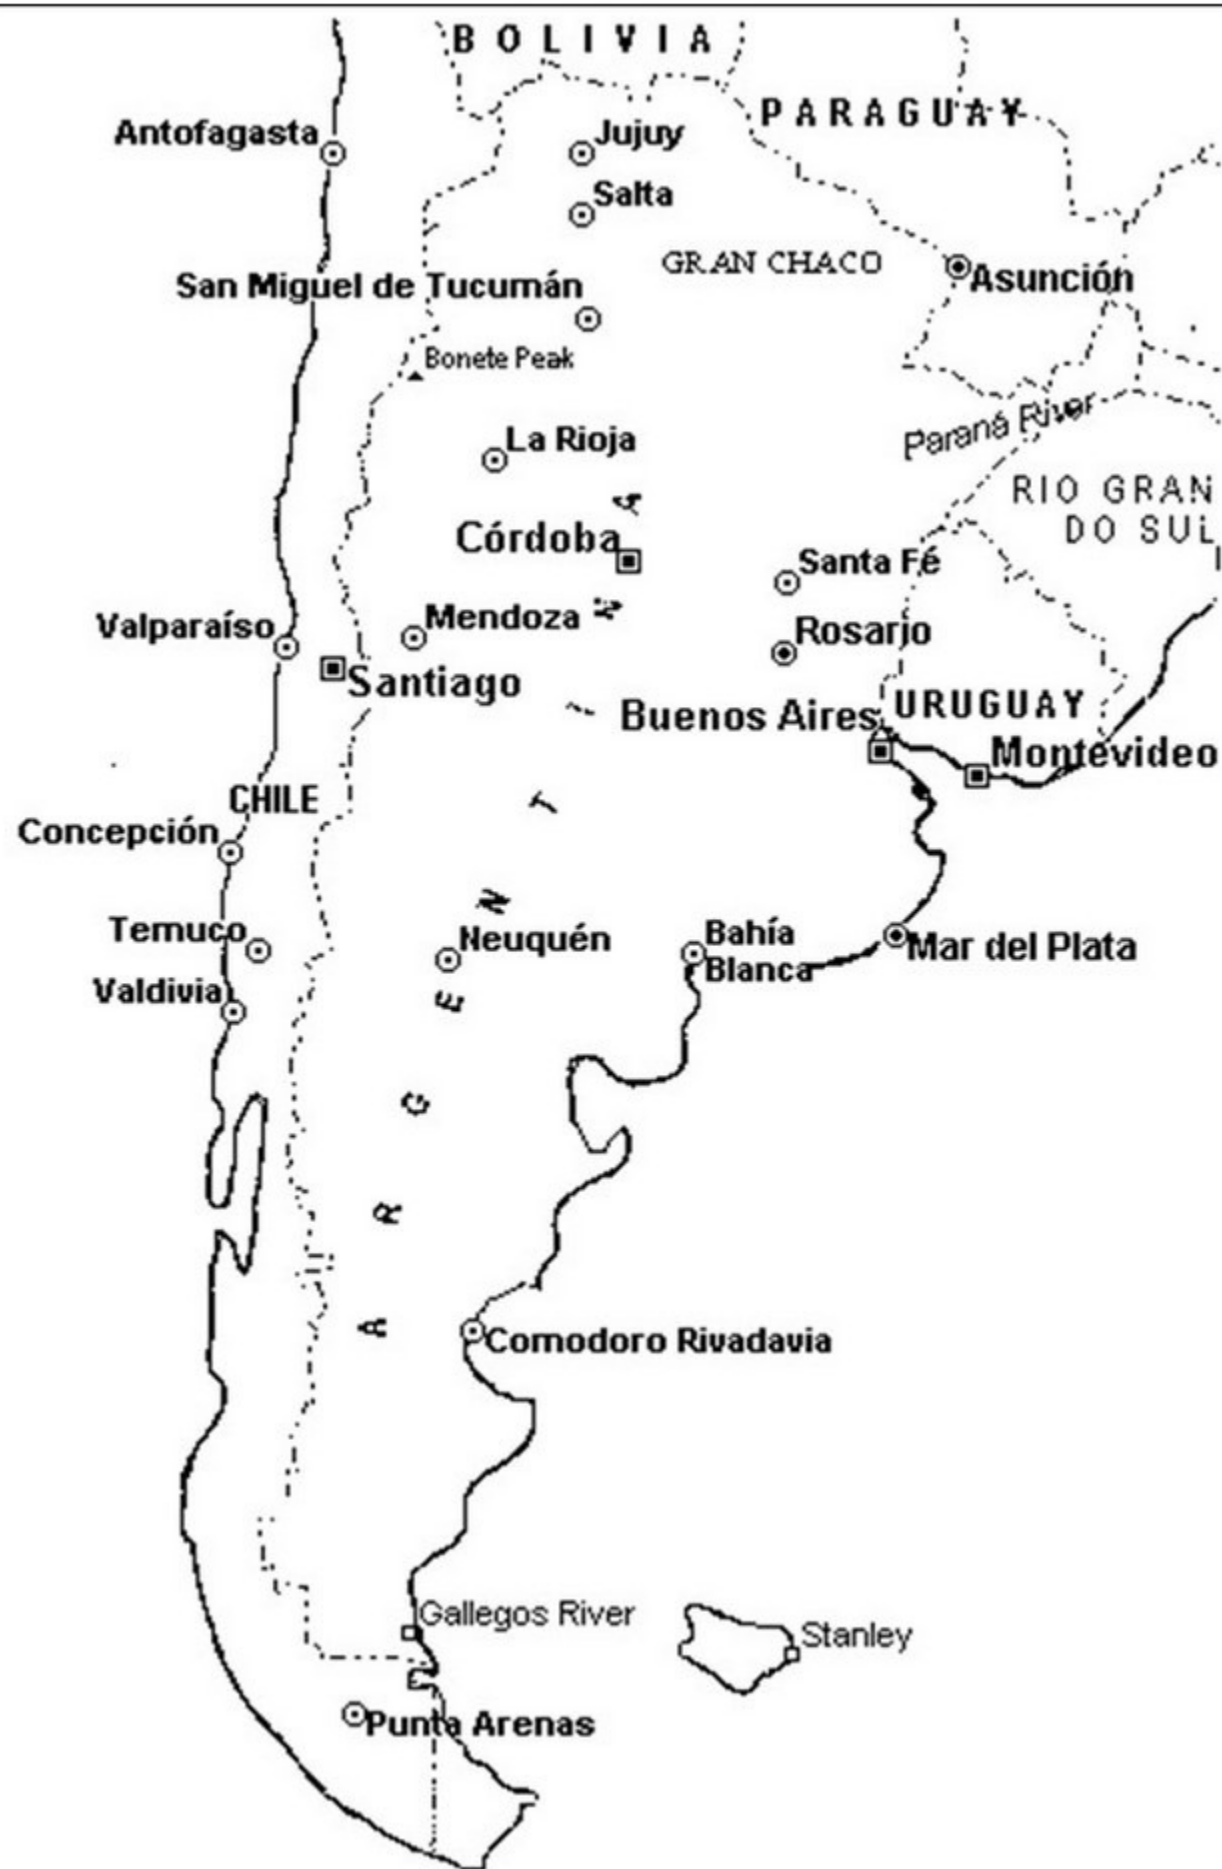 BOLIVIA
PARAGUAY
Antofagasta
Jujuy
Salta
GRAN CHACO
Asunción
San Miguel de Tucumán
Bonete Peak
Paraná River
La Rioja
RIO GRAN
DO SUL
Córdoba
Santa Fé
Mendoza
Valparaíso
Rosario
Santiago
Buenos Aires
URUGUAY
Montevideo
CHILE
Concepción
ARGENTINA
Temuco
Neuquén
Bahía
Blanca
Mar del Plata
Valdivia
Comodoro Rivadavia
Gallegos River
Stanley
Punta Arenas